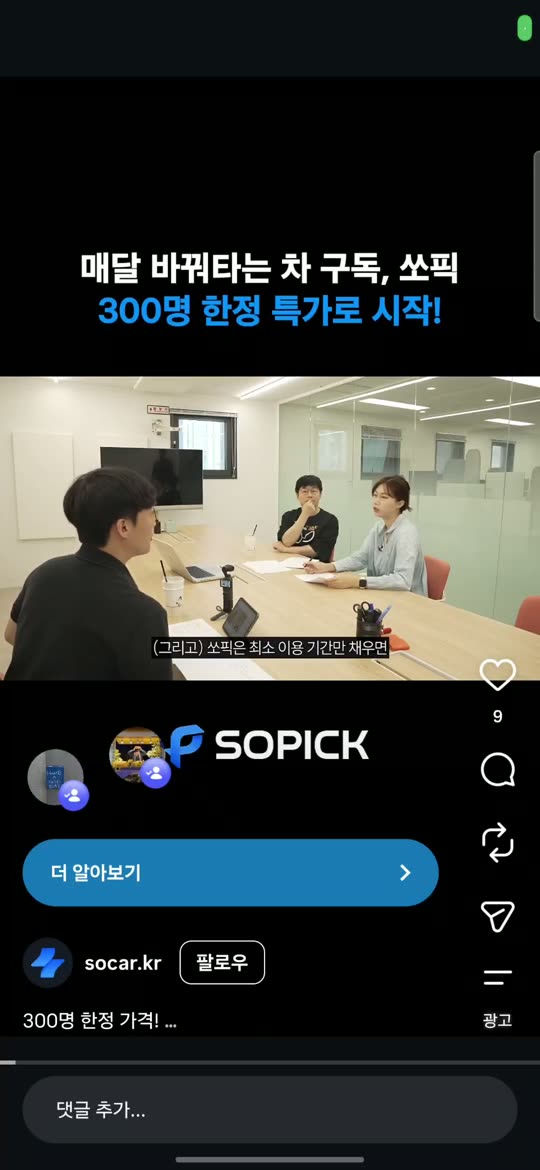 매달 바꿔타는 차 구독, 쏘픽
300명 한정 특가로 시작!
(그리고) 쏘픽은 최소 이용 기간만 채우면
9
SOPICK
더 알아보기
socar.kr
팔로우
300명 한정 가격! ...
광고
댓글 추가...